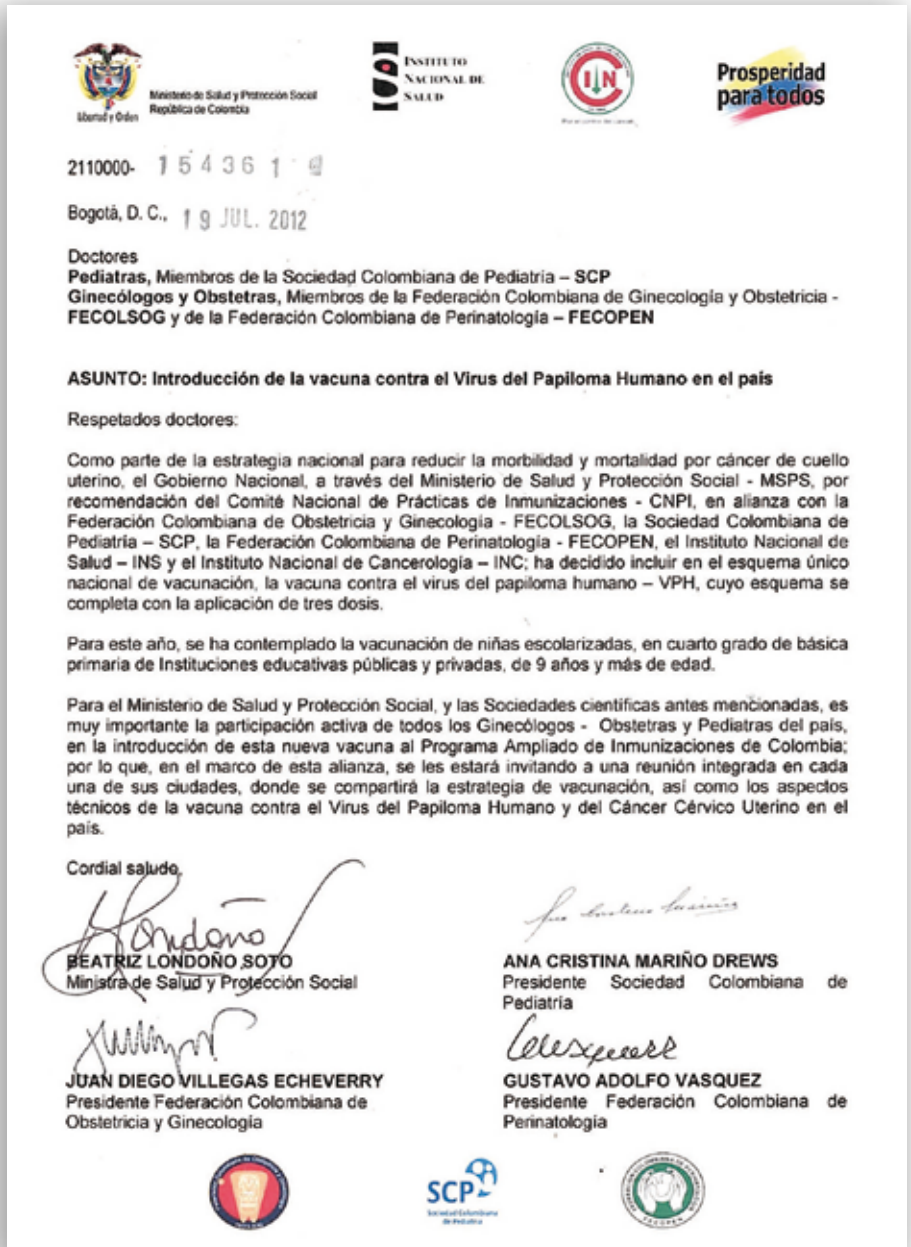 Libertad y Orden
Ministerio de Salud y Protección Social
República de Colombia
INSTITUTO
NACIONAL DE
SALUD
Prosperidad
para todos
2110000- 154361
Bogotá, D. C., 19 JUL. 2012
Doctores
Pediatras, Miembros de la Sociedad Colombiana de Pediatría – SCP
Ginecólogos y Obstetras, Miembros de la Federación Colombiana de Ginecología y Obstetricia -
FECOLSOG y de la Federación Colombiana de Perinatología – FECOPEN
ASUNTO: Introducción de la vacuna contra el Virus del Papiloma Humano en el país
Respetados doctores:
Como parte de la estrategia nacional para reducir la morbilidad y mortalidad por cáncer de cuello
uterino, el Gobierno Nacional, a través del Ministerio de Salud y Protección Social - MSPS, por
recomendación del Comité Nacional de Prácticas de Inmunizaciones - CNPI, en alianza con la
Federación Colombiana de Obstetricia y Ginecología - FECOLSOG, la Sociedad Colombiana de
Pediatría – SCP, la Federación Colombiana de Perinatología - FECOPEN, el Instituto Nacional de
Salud – INS y el Instituto Nacional de Cancerología – INC; ha decidido incluir en el esquema único
nacional de vacunación, la vacuna contra el virus del papiloma humano – VPH, cuyo esquema se
completa con la aplicación de tres dosis.
Para este año, se ha contemplado la vacunación de niñas escolarizadas, en cuarto grado de básica
primaria de Instituciones educativas públicas y privadas, de 9 años y más de edad.
Para el Ministerio de Salud y Protección Social, y las Sociedades científicas antes mencionadas, es
muy importante la participación activa de todos los Ginecólogos - Obstetras y Pediatras del país,
en la introducción de esta nueva vacuna al Programa Ampliado de Inmunizaciones de Colombia;
por lo que, en el marco de esta alianza, se les estará invitando a una reunión integrada en cada
una de sus ciudades, donde se compartirá la estrategia de vacunación, así como los aspectos
técnicos de la vacuna contra el Virus del Papiloma Humano y del Cáncer Cérvico Uterino en el
país.
Cordial saludo,
Londoño
BEATRIZ LONDOÑO SOTO
Ministra de Salud y Protección Social
ANA CRISTINA MARIÑO DREWS
Presidente Sociedad Colombiana de
Pediatría
JUAN DIEGO VILLEGAS ECHEVERRY
Presidente Federación Colombiana de
Obstetricia y Ginecología
GUSTAVO ADOLFO VASQUEZ
Presidente Federación Colombiana de
Perinatología
SCP
Sociedad Colombiana
de Pediatría
FECOPEN